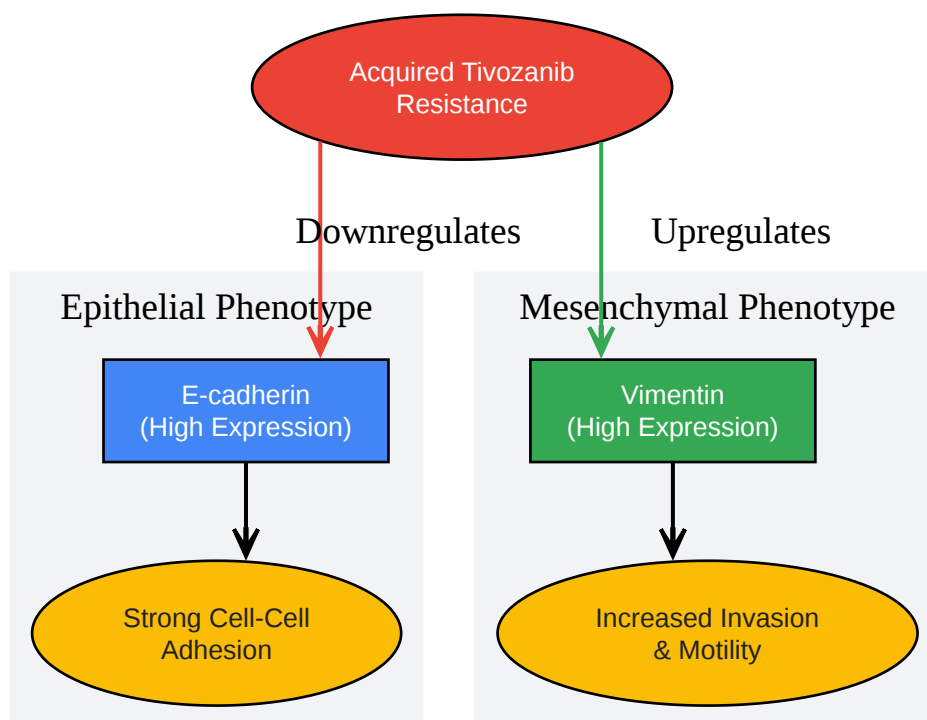 Acquired Tivozanib
Resistance
Downregulates
Upregulates
Epithelial Phenotype
Mesenchymal Phenotype
E-cadherin
(High Expression)
Vimentin
(High Expression)
Strong Cell-Cell
Adhesion
Increased Invasion
& Motility